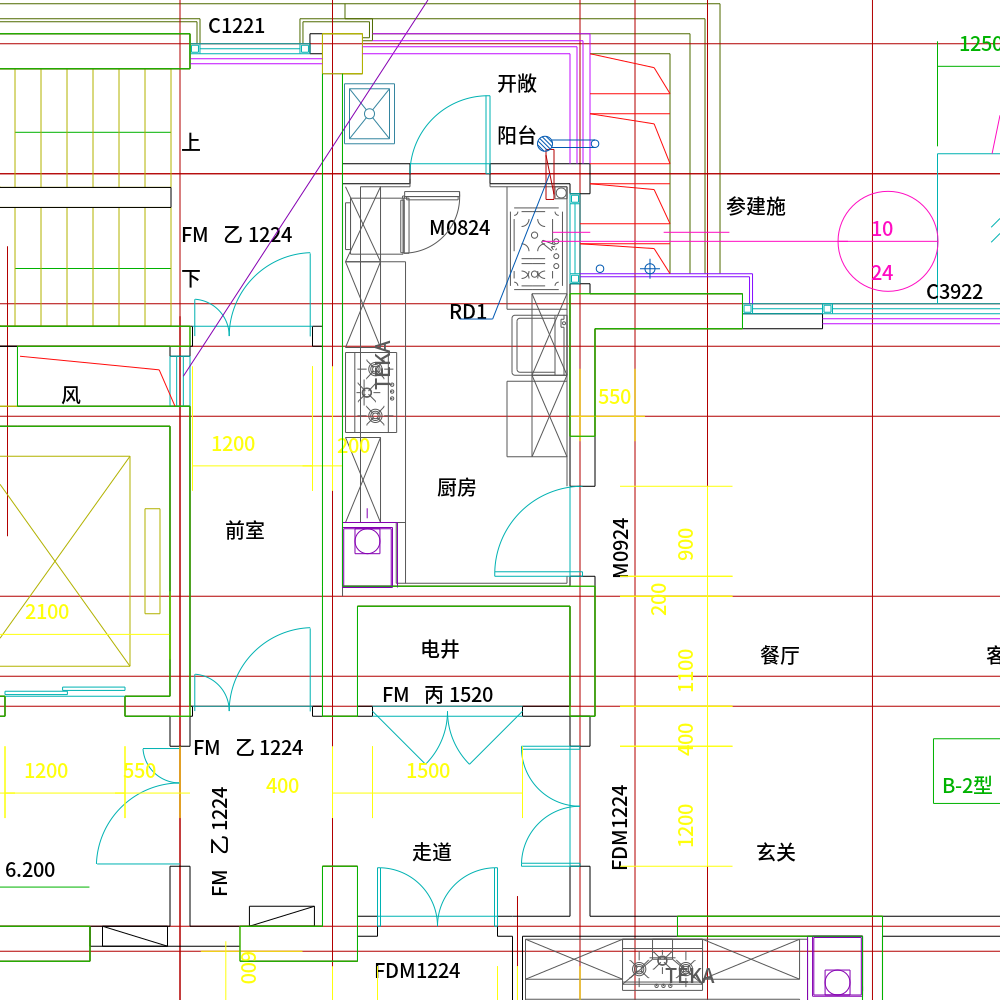 C1221
1250
开敞
阳台
上
参建施
FM 乙 1224
M0824
10
下
24
C3922
RD1
TEKA
风
550
1200
200
厨房
前室
M0924
900
200
2100
电井
餐厅
客
1100
FM 丙 1520
FM 乙 1224
400
1200
550
400
1500
B-2型
FM 乙 1224
FDM1224
1200
走道
玄关
6.200
600
FDM1224
TEKA